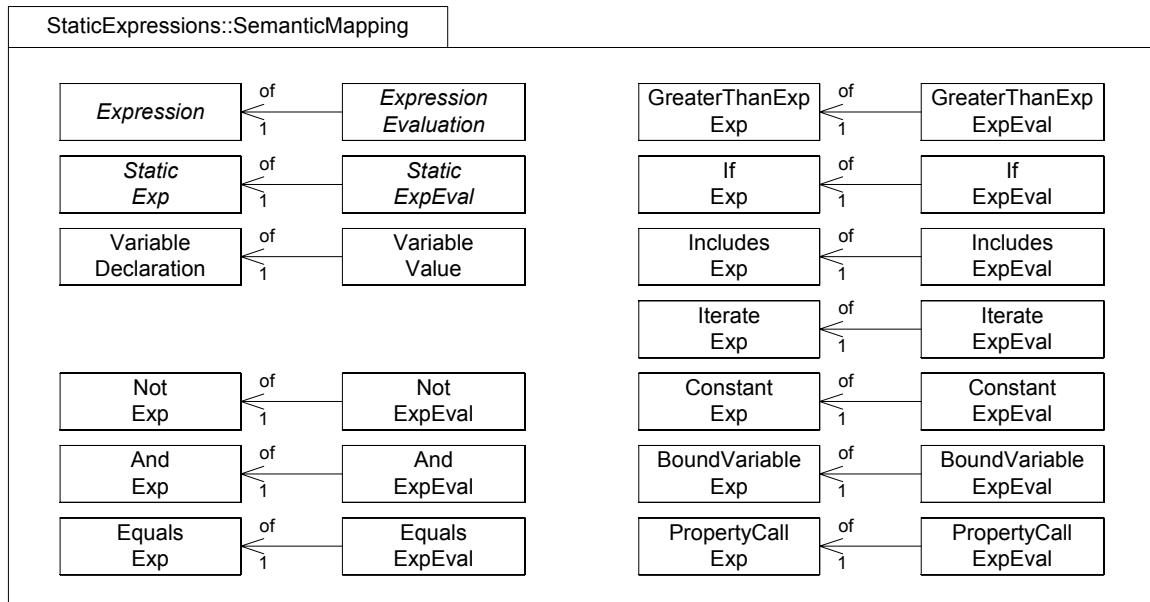 StaticExpressions::SemanticMapping
Expression
of
1
Expression
Evaluation
Static
Exp
of
1
Static
ExpEval
Variable
Declaration
of
1
Variable
Value
Not
Exp
of
1
Not
ExpEval
And
Exp
of
1
And
ExpEval
Equals
Exp
of
1
Equals
ExpEval
GreaterThanExp
Exp
of
1
GreaterThanExp
ExpEval
If
Exp
of
1
If
ExpEval
Includes
Exp
of
1
Includes
ExpEval
Iterate
Exp
of
1
Iterate
ExpEval
Constant
Exp
of
1
Constant
ExpEval
BoundVariable
Exp
of
1
BoundVariable
ExpEval
PropertyCall
Exp
of
1
PropertyCall
ExpEval